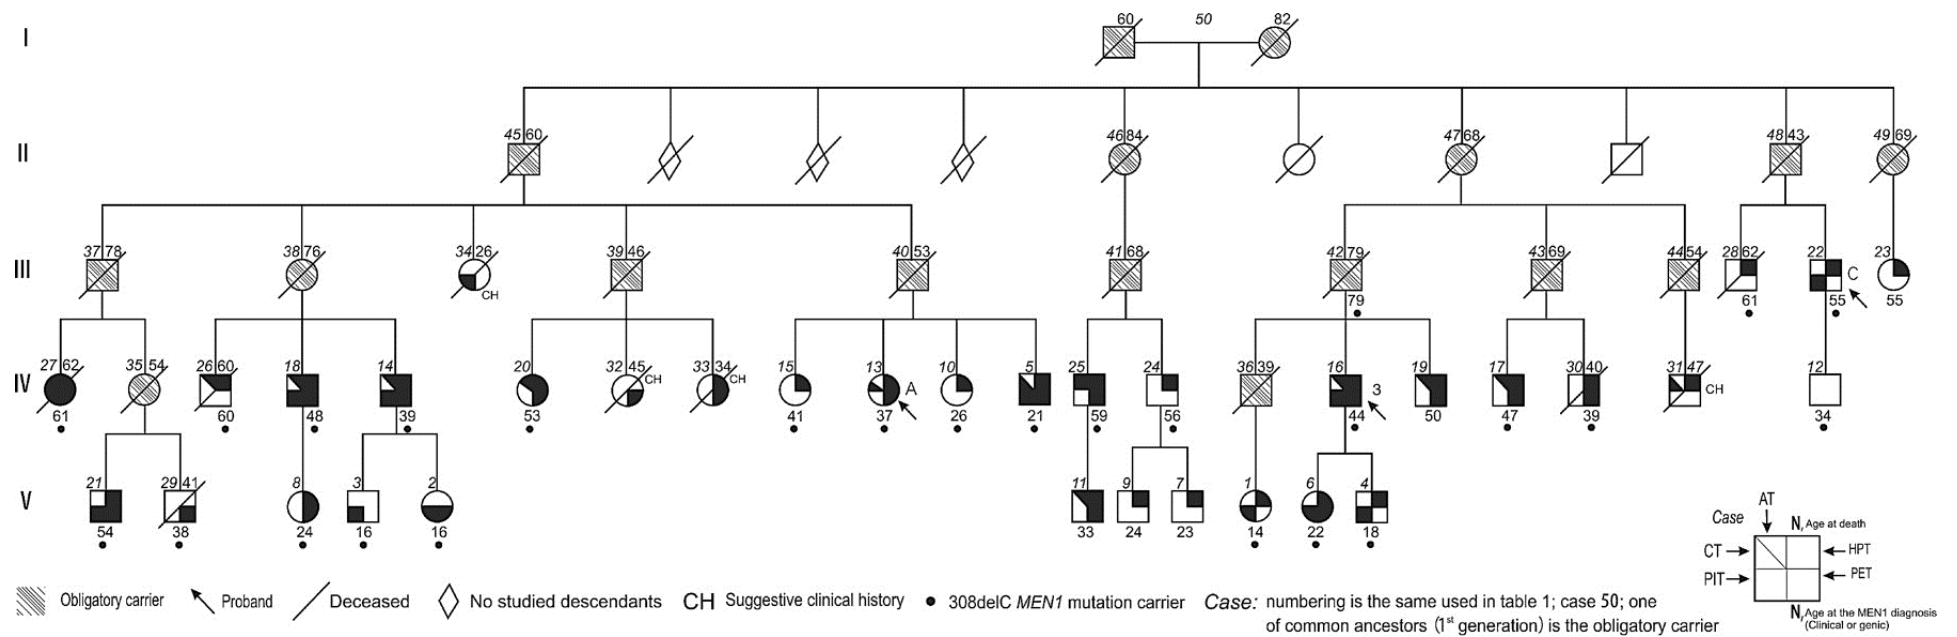 60 50 82
I
45 60 46 84 47 68 48 43 49 69
II
37 78 38 76 34 26 39 46 40 53 41 68 42 79 43 69 44 54 28 62 22 23
III
C
CH
79 61 55 55
27 62 35 54 26 60 18 14 20 32 45 33 34 15 13 10 5 25 24 36 39 16 19 17 30 40 31 47 12
IV
CH CH A 3 CH
61 60 48 39 53 41 37 26 21 59 56 44 50 47 39 34
21 29 41 8 3 2 11 9 7 1 6 4
V
54 38 24 16 16 33 24 23 14 22 18
AT
Case N, Age at death
CT HPT
PIT PET
N, Age at the MEN1 diagnosis
(Clinical or genic)
Obligatory carrier Proband Deceased No studied descendants CH Suggestive clinical history 308delC MEN1 mutation carrier Case: numbering is the same used in table 1; case 50; one
of common ancestors (1st generation) is the obligatory carrier